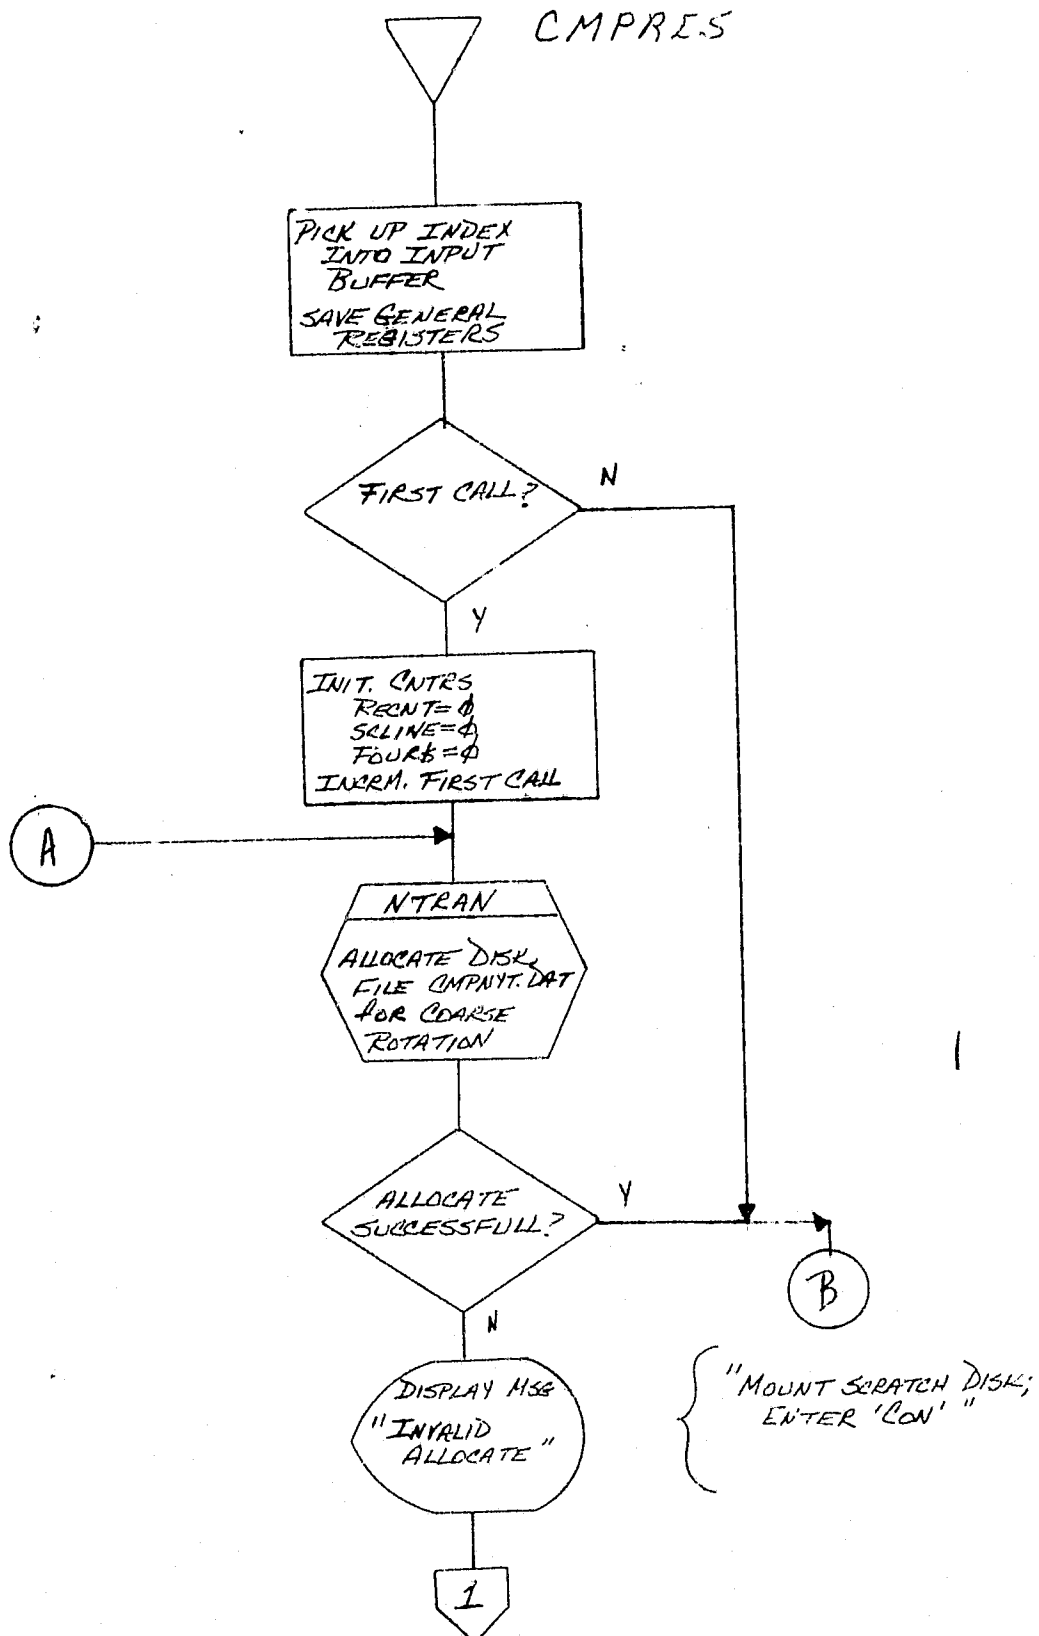 CMPRES
PICK UP INDEX
INTO INPUT
BUFFER
SAVE GENERAL
REGISTERS
FIRST CALL?
N
Y
INIT. CNTRS
RECNT=ø
SCLINE=ø
=ø
INCRM. FIRST CALL
A
NTRAN
ALLOCATE DISK
FILE CMPNYT.DAT
FOR COARSE
ROTATION
ALLOCATE
SUCCESSFULL?
Y
B
N
DISPLAY MSG
"INVALID
ALLOCATE"
"MOUNT SCRATCH DISK;
ENTER 'CON' "
1